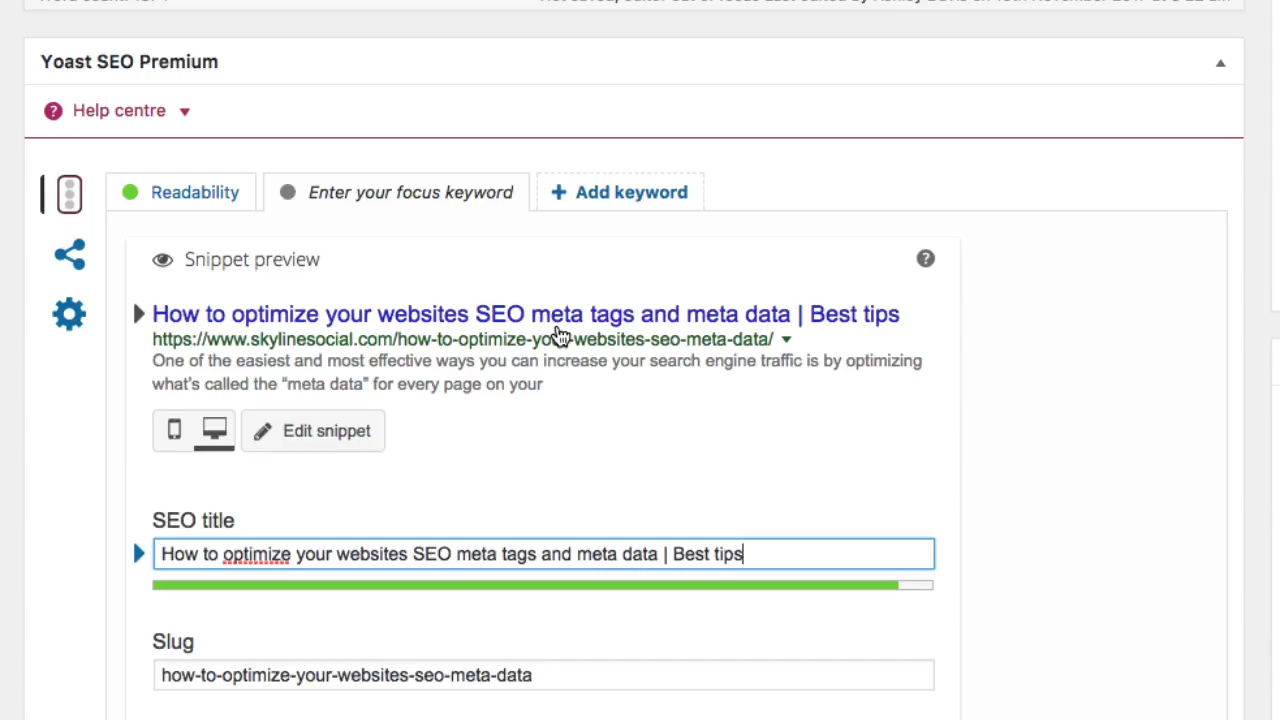 Yoast SEO Premium
Help centre
Readability
Enter your focus keyword
Add keyword
Snippet preview
How to optimize your websites SEO meta tags and meta data | Best tips
https://www.skylinesocial.com/how-to-optimize-your-websites-seo-meta-data/
One of the easiest and most effective ways you can increase your search engine traffic is by optimizing
what's called the “meta data” for every page on your
Edit snippet
SEO title
How to optimize your websites SEO meta tags and meta data | Best tips
Slug
how-to-optimize-your-websites-seo-meta-data